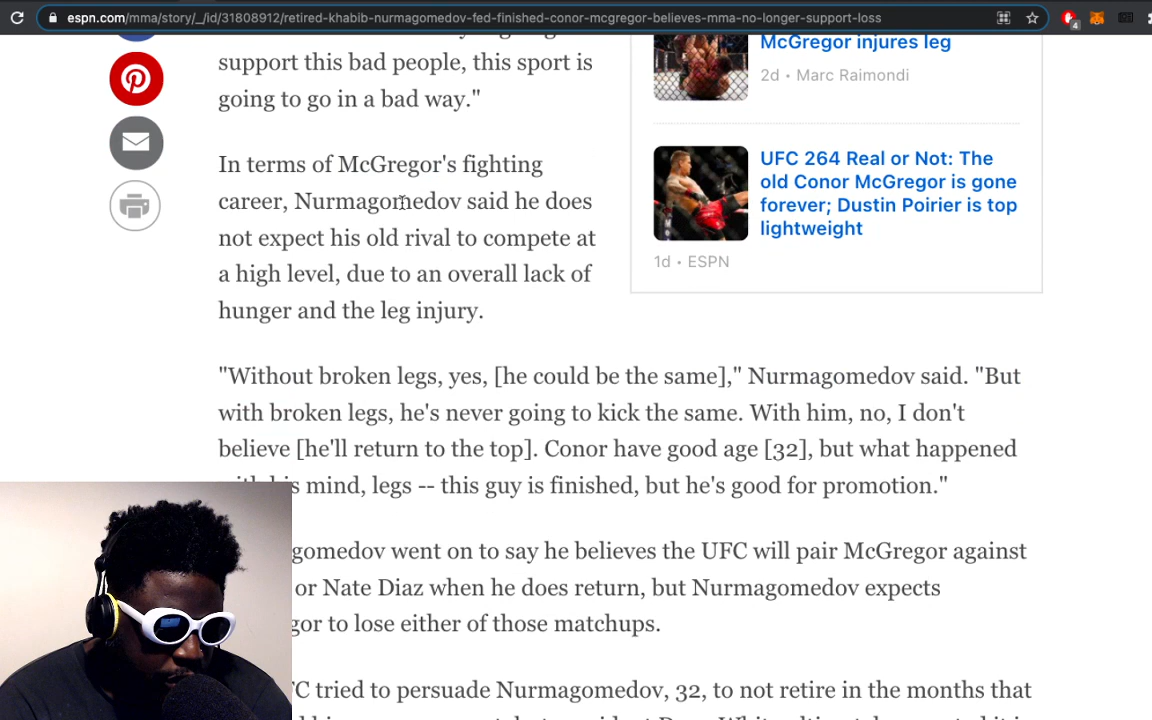 espn.com/mma/story/_/id/31808912/retired-khabib-nurmagomedov-fed-finished-conor-mcgregor-believes-mma-no-longer-support-loss
4
support this bad people, this sport is
going to go in a bad way."
In terms of McGregor's fighting
career, Nurmagomedov said he does
not expect his old rival to compete at
a high level, due to an overall lack of
hunger and the leg injury.
McGregor injures leg
2d • Marc Raimondi
UFC 264 Real or Not: The
old Conor McGregor is gone
forever; Dustin Poirier is top
lightweight
1d • ESPN
"Without broken legs, yes, [he could be the same]," Nurmagomedov said. "But
with broken legs, he's never going to kick the same. With him, no, I don't
believe [he'll return to the top]. Conor have good age [32], but what happened
mind, legs -- this guy is finished, but he's good for promotion."
gomedov went on to say he believes the UFC will pair McGregor against
or Nate Diaz when he does return, but Nurmagomedov expects
gor to lose either of those matchups.
C tried to persuade Nurmagomedov, 32, to not retire in the months that